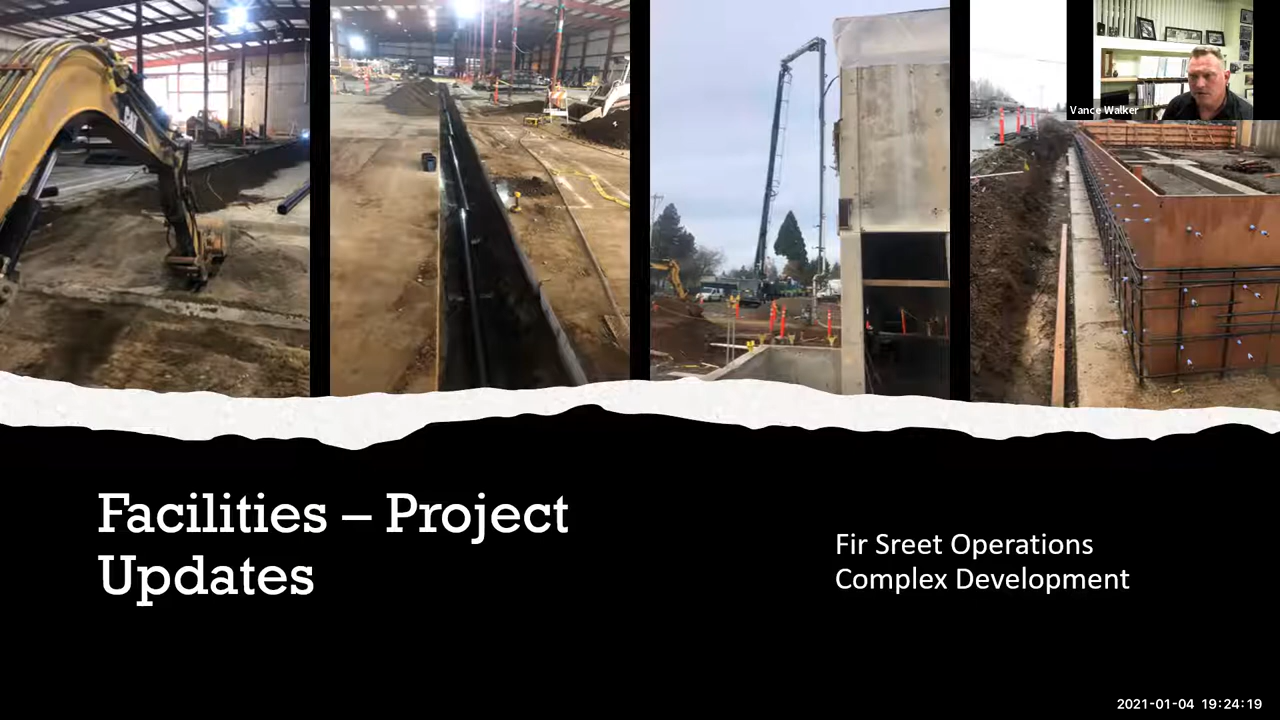 Vance Walker
Facilities – Project
Updates
Fir Sreet Operations
Complex Development
2021-01-04 19:24:19